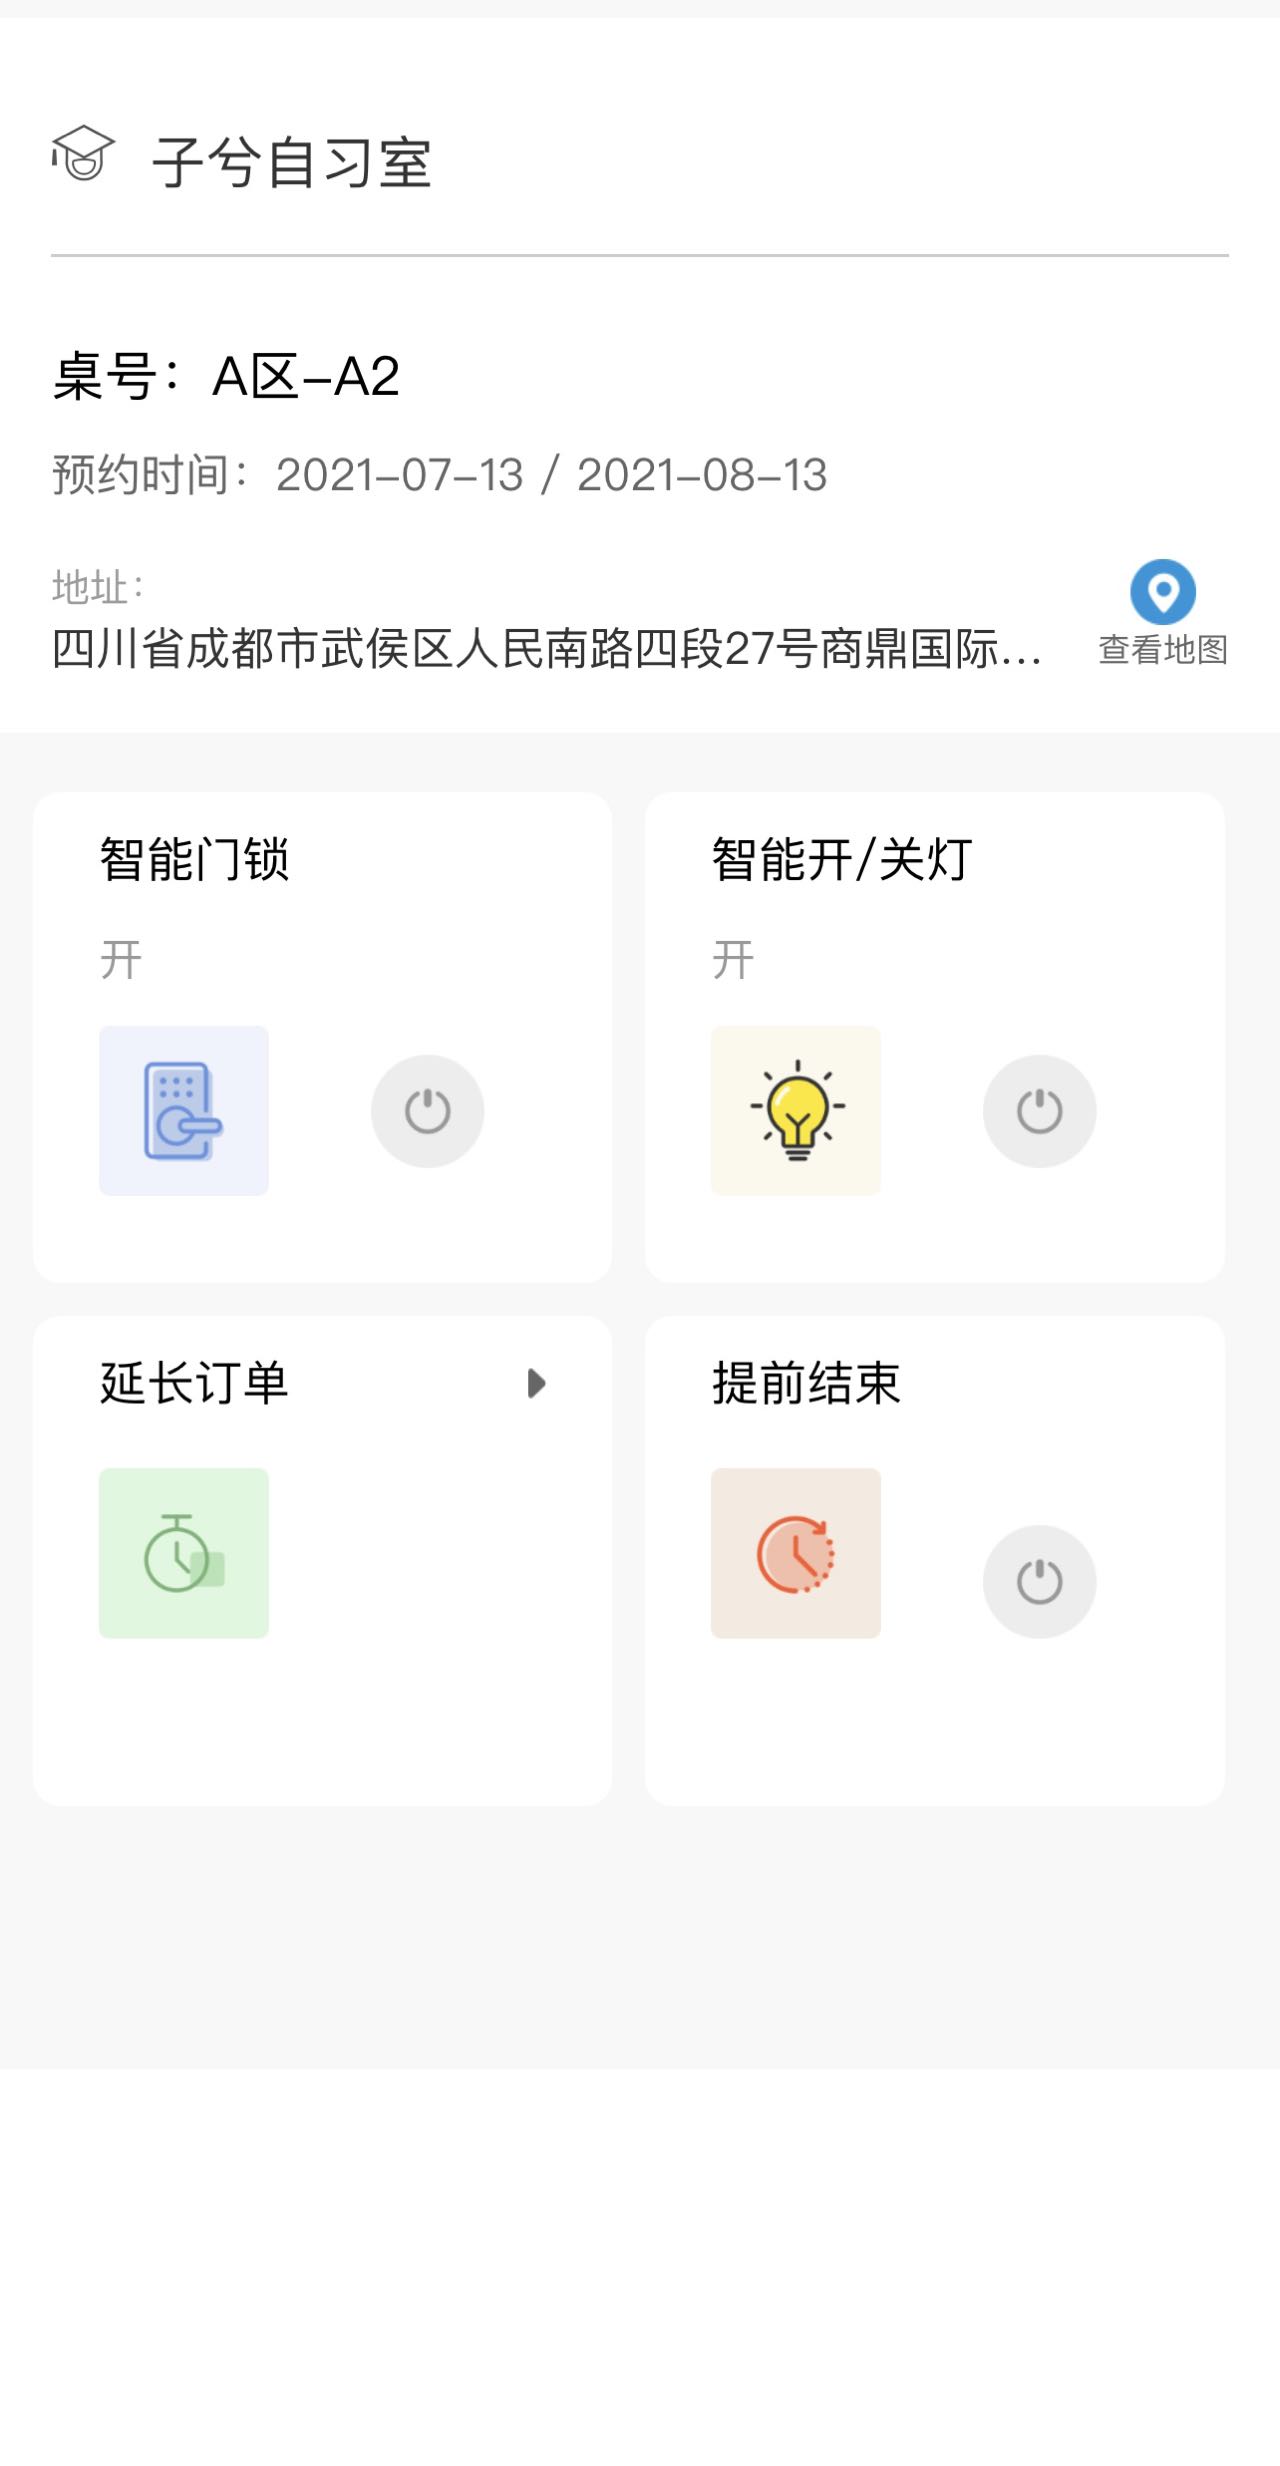 子兮自习室
桌号：A区-A2
预约时间：2021-07-13 / 2021-08-13
地址：
四川省成都市武侯区人民南路四段27号商鼎国际...
查看地图
智能门锁
开
智能开/关灯
开
延长订单
提前结束